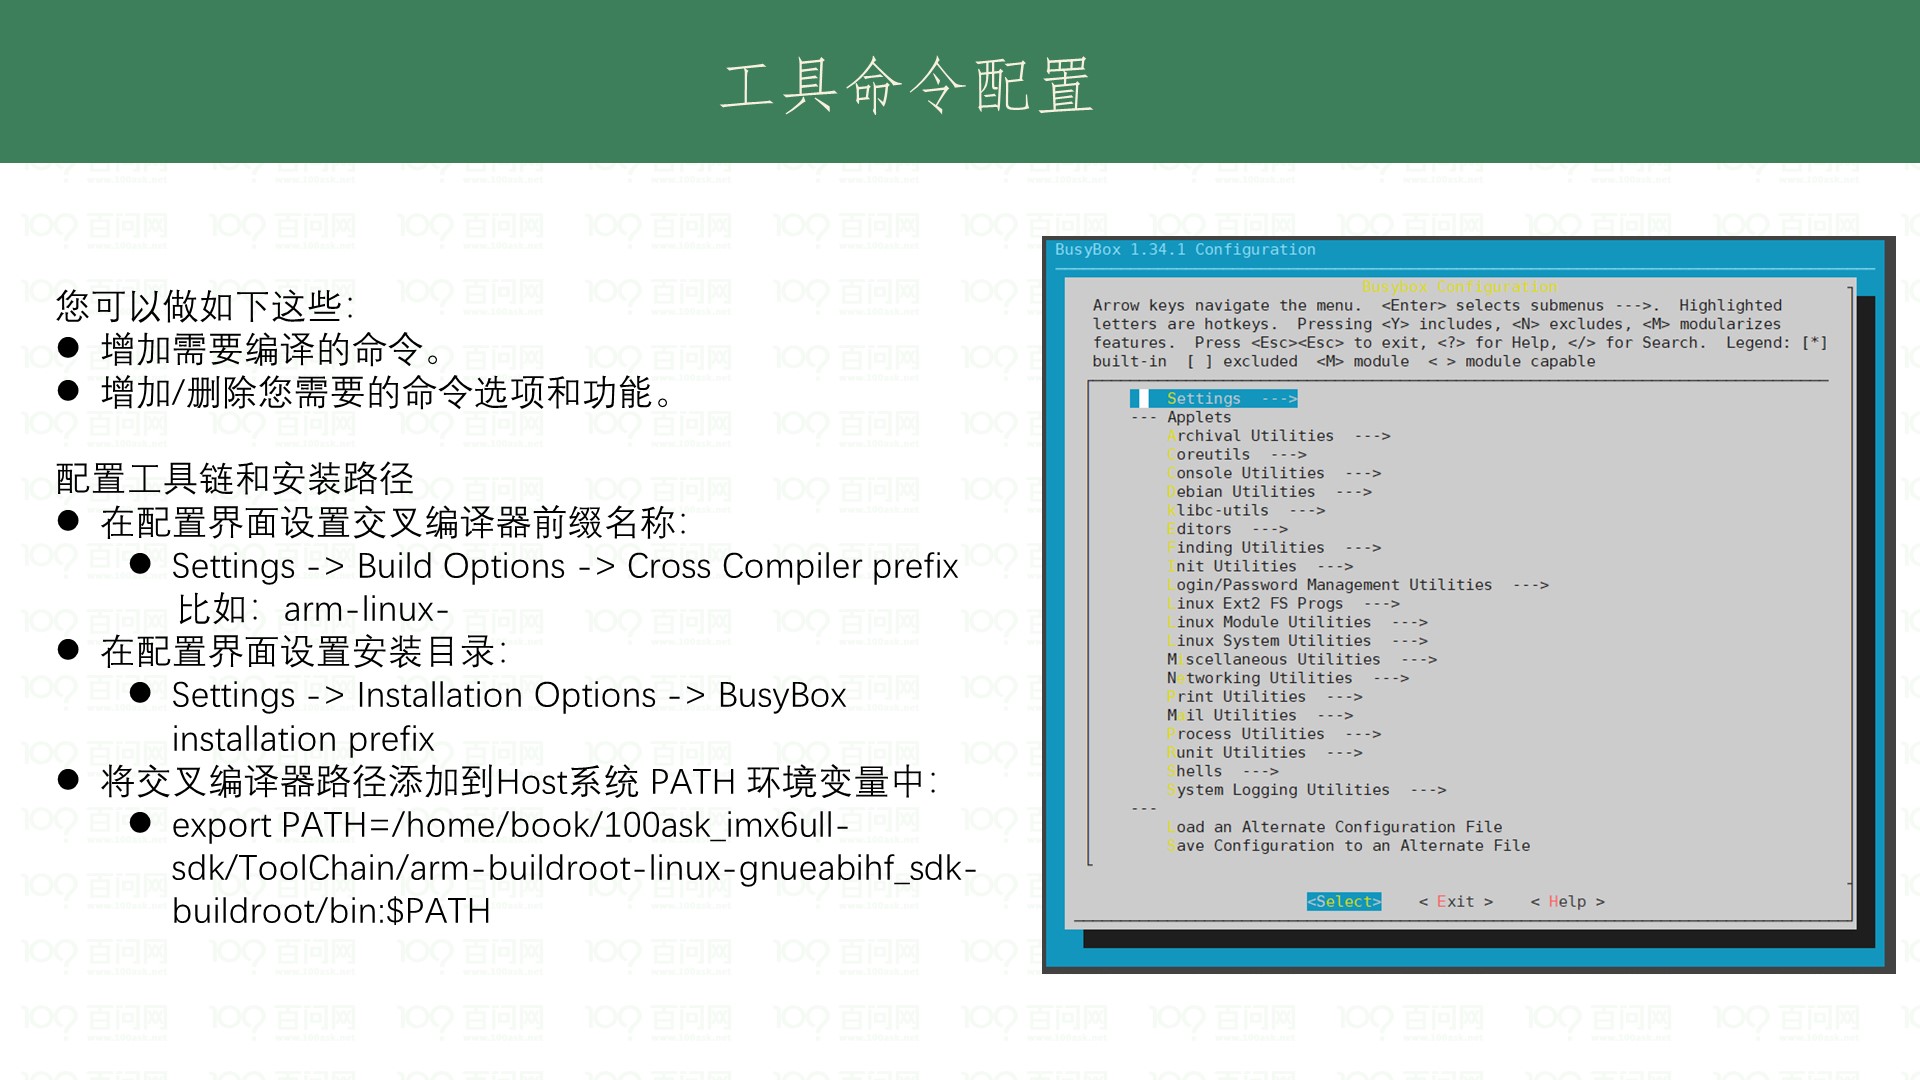 工具命令配置
您可以做如下这些：
● 增加需要编译的命令。
● 增加/删除您需要的命令选项和功能。
配置工具链和安装路径
● 在配置界面设置交叉编译器前缀名称：
● Settings -> Build Options -> Cross Compiler prefix
比如： arm-linux-
● 在配置界面设置安装目录：
● Settings -> Installation Options -> BusyBox
installation prefix
● 将交叉编译器路径添加到Host系统 PATH 环境变量中：
● export PATH=/home/book/100ask_imx6ull-
sdk/ToolChain/arm-buildroot-linux-gnueabihf_sdk-
buildroot/bin:$PATH
BusyBox 1.34.1 Configuration
Busybox Configuration
Arrow keys navigate the menu. <Enter> selects submenus --->. Highlighted
letters are hotkeys. Pressing <Y> includes, <N> excludes, <M> modularizes
features. Press <Esc><Esc> to exit, <?> for Help, </> for Search. Legend: [*]
built-in [ ] excluded <M> module < > module capable
Settings --->
--- Applets
Archival Utilities --->
Coreutils --->
Console Utilities --->
Debian Utilities --->
klibc-utils --->
Editors --->
Finding Utilities --->
Init Utilities --->
Login/Password Management Utilities --->
Linux Ext2 FS Progs --->
Linux Module Utilities --->
Linux System Utilities --->
Miscellaneous Utilities --->
Networking Utilities --->
Print Utilities --->
Mail Utilities --->
Process Utilities --->
Runit Utilities --->
Shells --->
System Logging Utilities --->
---
Load an Alternate Configuration File
Save Configuration to an Alternate File
<Select> < Exit > < Help >
百问网
www.100ask.net